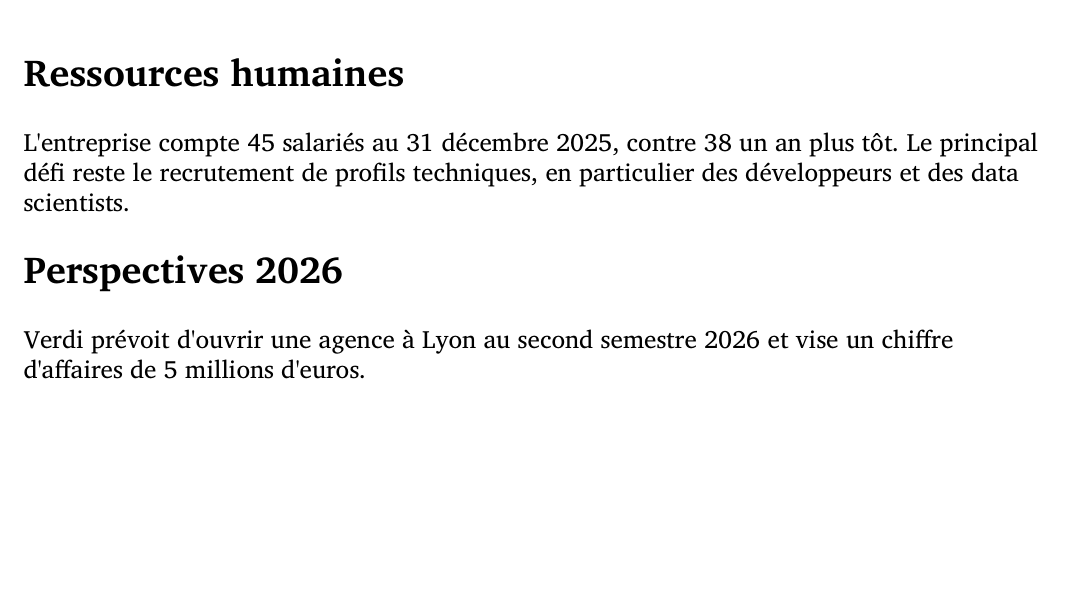 Ressources humaines
L'entreprise compte 45 salariés au 31 décembre 2025, contre 38 un an plus tôt. Le principal
défi reste le recrutement de profils techniques, en particulier des développeurs et des data
scientists.
Perspectives 2026
Verdi prévoit d'ouvrir une agence à Lyon au second semestre 2026 et vise un chiffre
d'affaires de 5 millions d'euros.